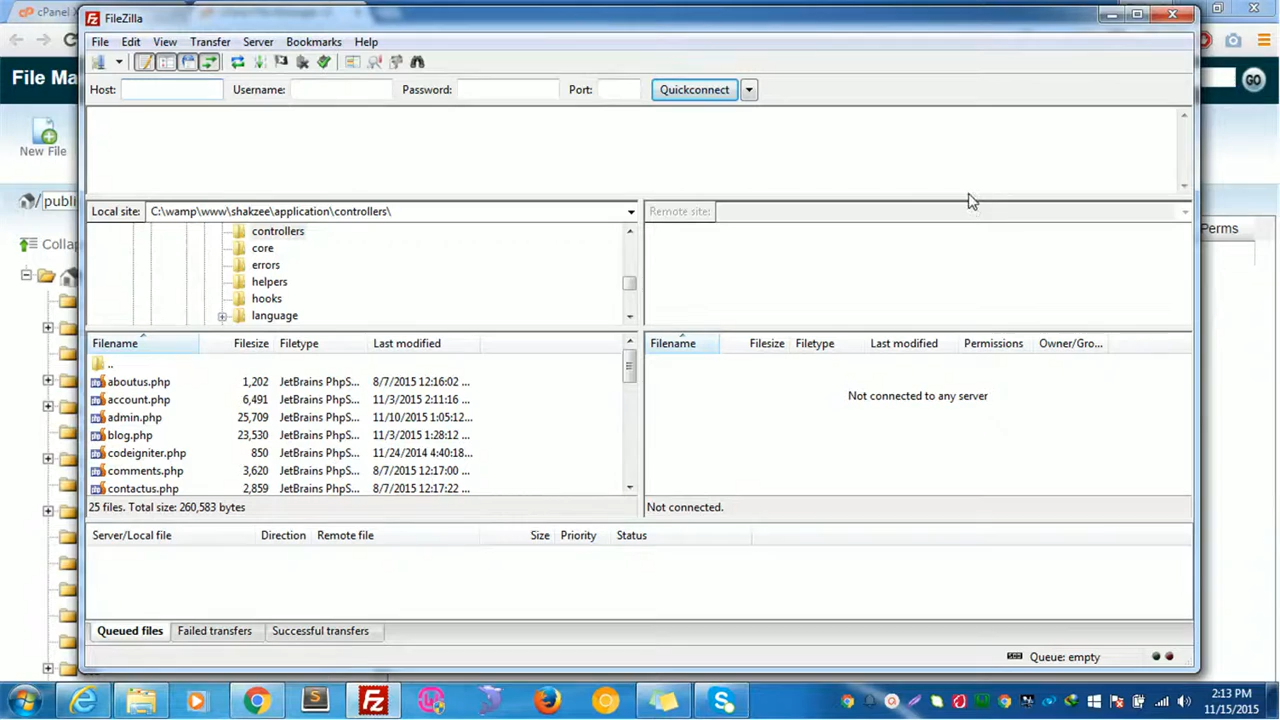 cPanel X
FileZilla
File Edit View Transfer Server Bookmarks Help
File Ma
GO
Host: Username: Password: Port: Quickconnect
New File
/ publi
Local site: C:\wamp\www\shakzee\application\controllers\
Remote site:
Perms
Collap
controllers
core
errors
helpers
hooks
language
Filename Filesize Filetype Last modified
..
aboutus.php 1,202 JetBrains PhpS... 8/7/2015 12:16:02 ...
account.php 6,491 JetBrains PhpS... 11/3/2015 2:11:16 ...
admin.php 25,709 JetBrains PhpS... 11/10/2015 1:05:12...
blog.php 23,530 JetBrains PhpS... 11/3/2015 1:28:12 ...
codeigniter.php 850 JetBrains PhpS... 11/24/2014 4:40:18...
comments.php 3,620 JetBrains PhpS... 8/7/2015 12:17:00 ...
contactus.php 2,859 JetBrains PhpS... 8/7/2015 12:17:22 ...
25 files. Total size: 260,583 bytes
Filename Filesize Filetype Last modified Permissions Owner/Gro...
Not connected to any server
Not connected.
Server/Local file Direction Remote file Size Priority Status
Queued files Failed transfers Successful transfers
Queue: empty
2:13 PM
11/15/2015